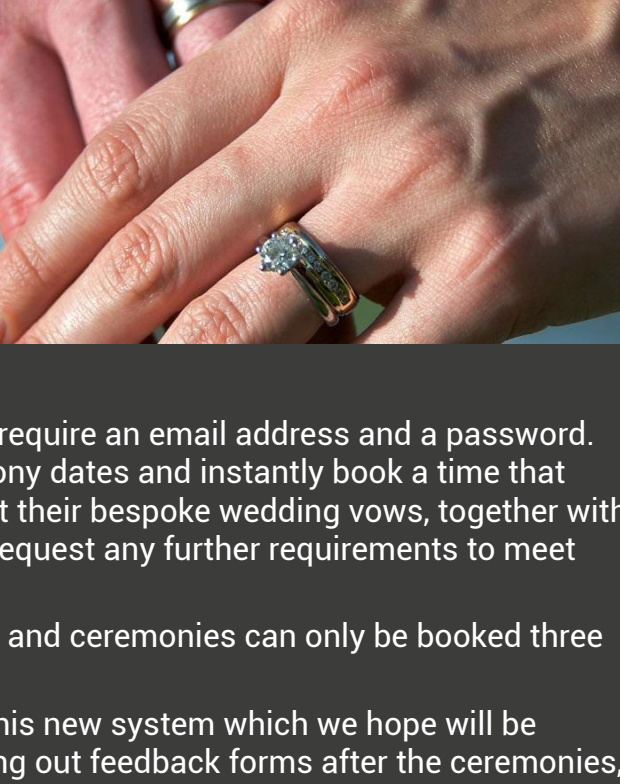 require an email address and a password.
ony dates and instantly book a time that
t their bespoke wedding vows, together with
equest any further requirements to meet
and ceremonies can only be booked three
his new system which we hope will be
ng out feedback forms after the ceremonies,